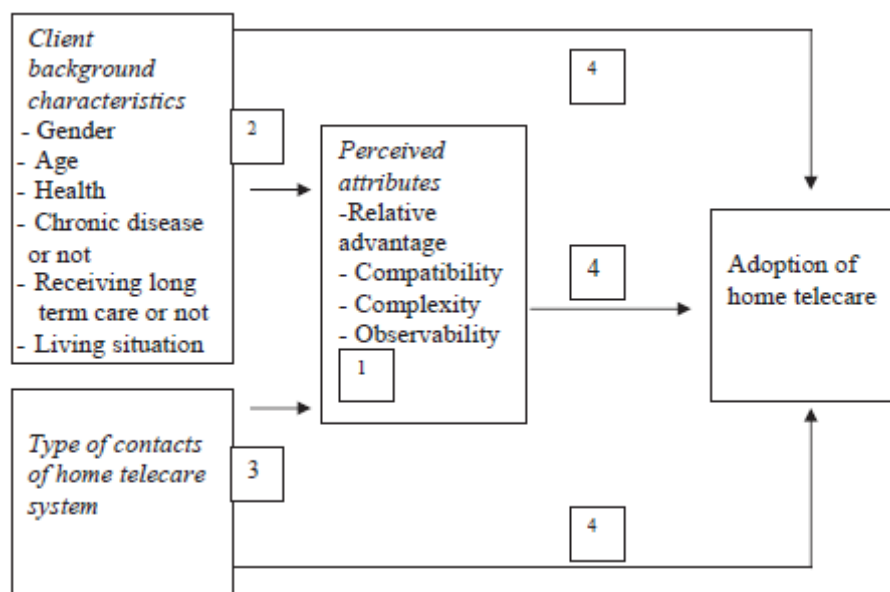 Client
background
characteristics
- Gender
- Age
- Health
- Chronic disease
or not
- Receiving long
term care or not
- Living situation
2
4
Perceived
attributes
-Relative
advantage
- Compatibility
- Complexity
- Observability
1
4
Adoption of
home telecare
Type of contacts
of home telecare
system
3
4